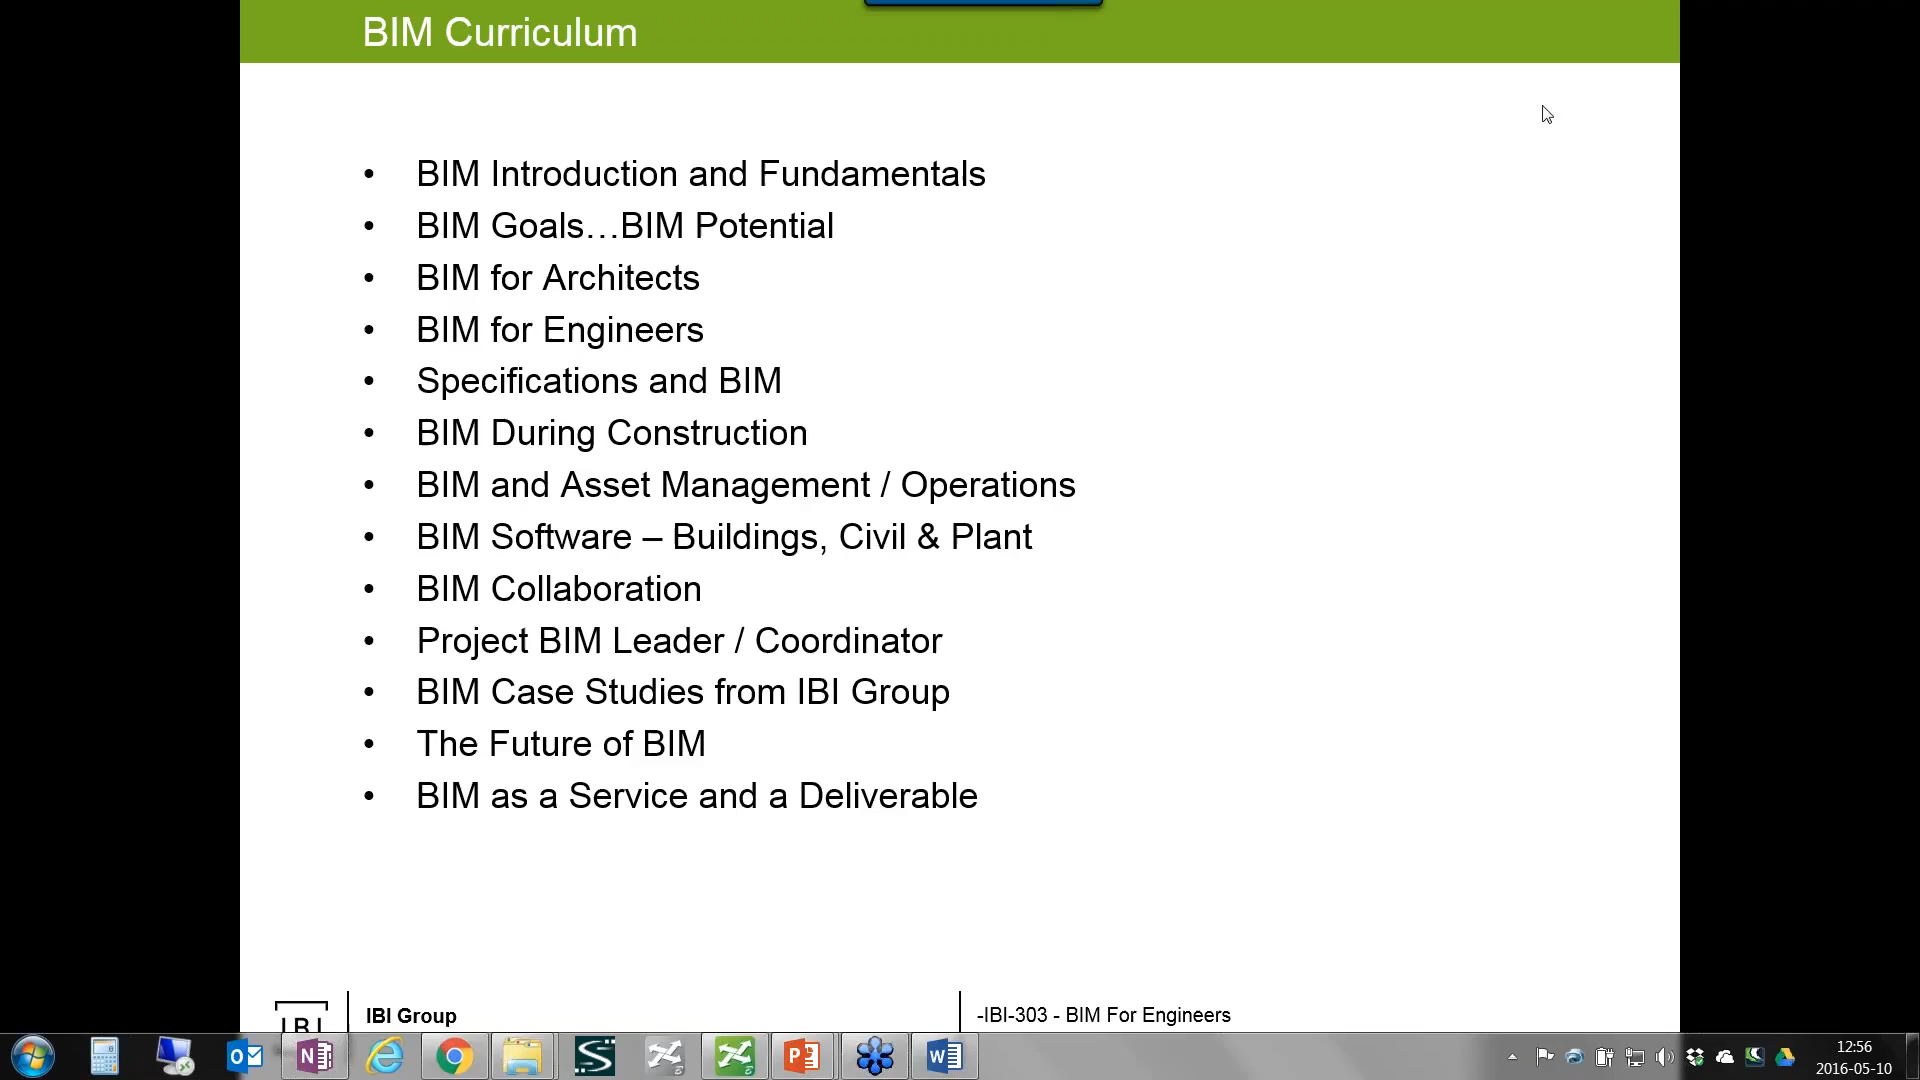 BIM Curriculum
• BIM Introduction and Fundamentals
• BIM Goals…BIM Potential
• BIM for Architects
• BIM for Engineers
• Specifications and BIM
• BIM During Construction
• BIM and Asset Management / Operations
• BIM Software – Buildings, Civil & Plant
• BIM Collaboration
• Project BIM Leader / Coordinator
• BIM Case Studies from IBI Group
• The Future of BIM
• BIM as a Service and a Deliverable
IBI
IBI Group
-IBI-303 - BIM For Engineers
12:56
2016-05-10